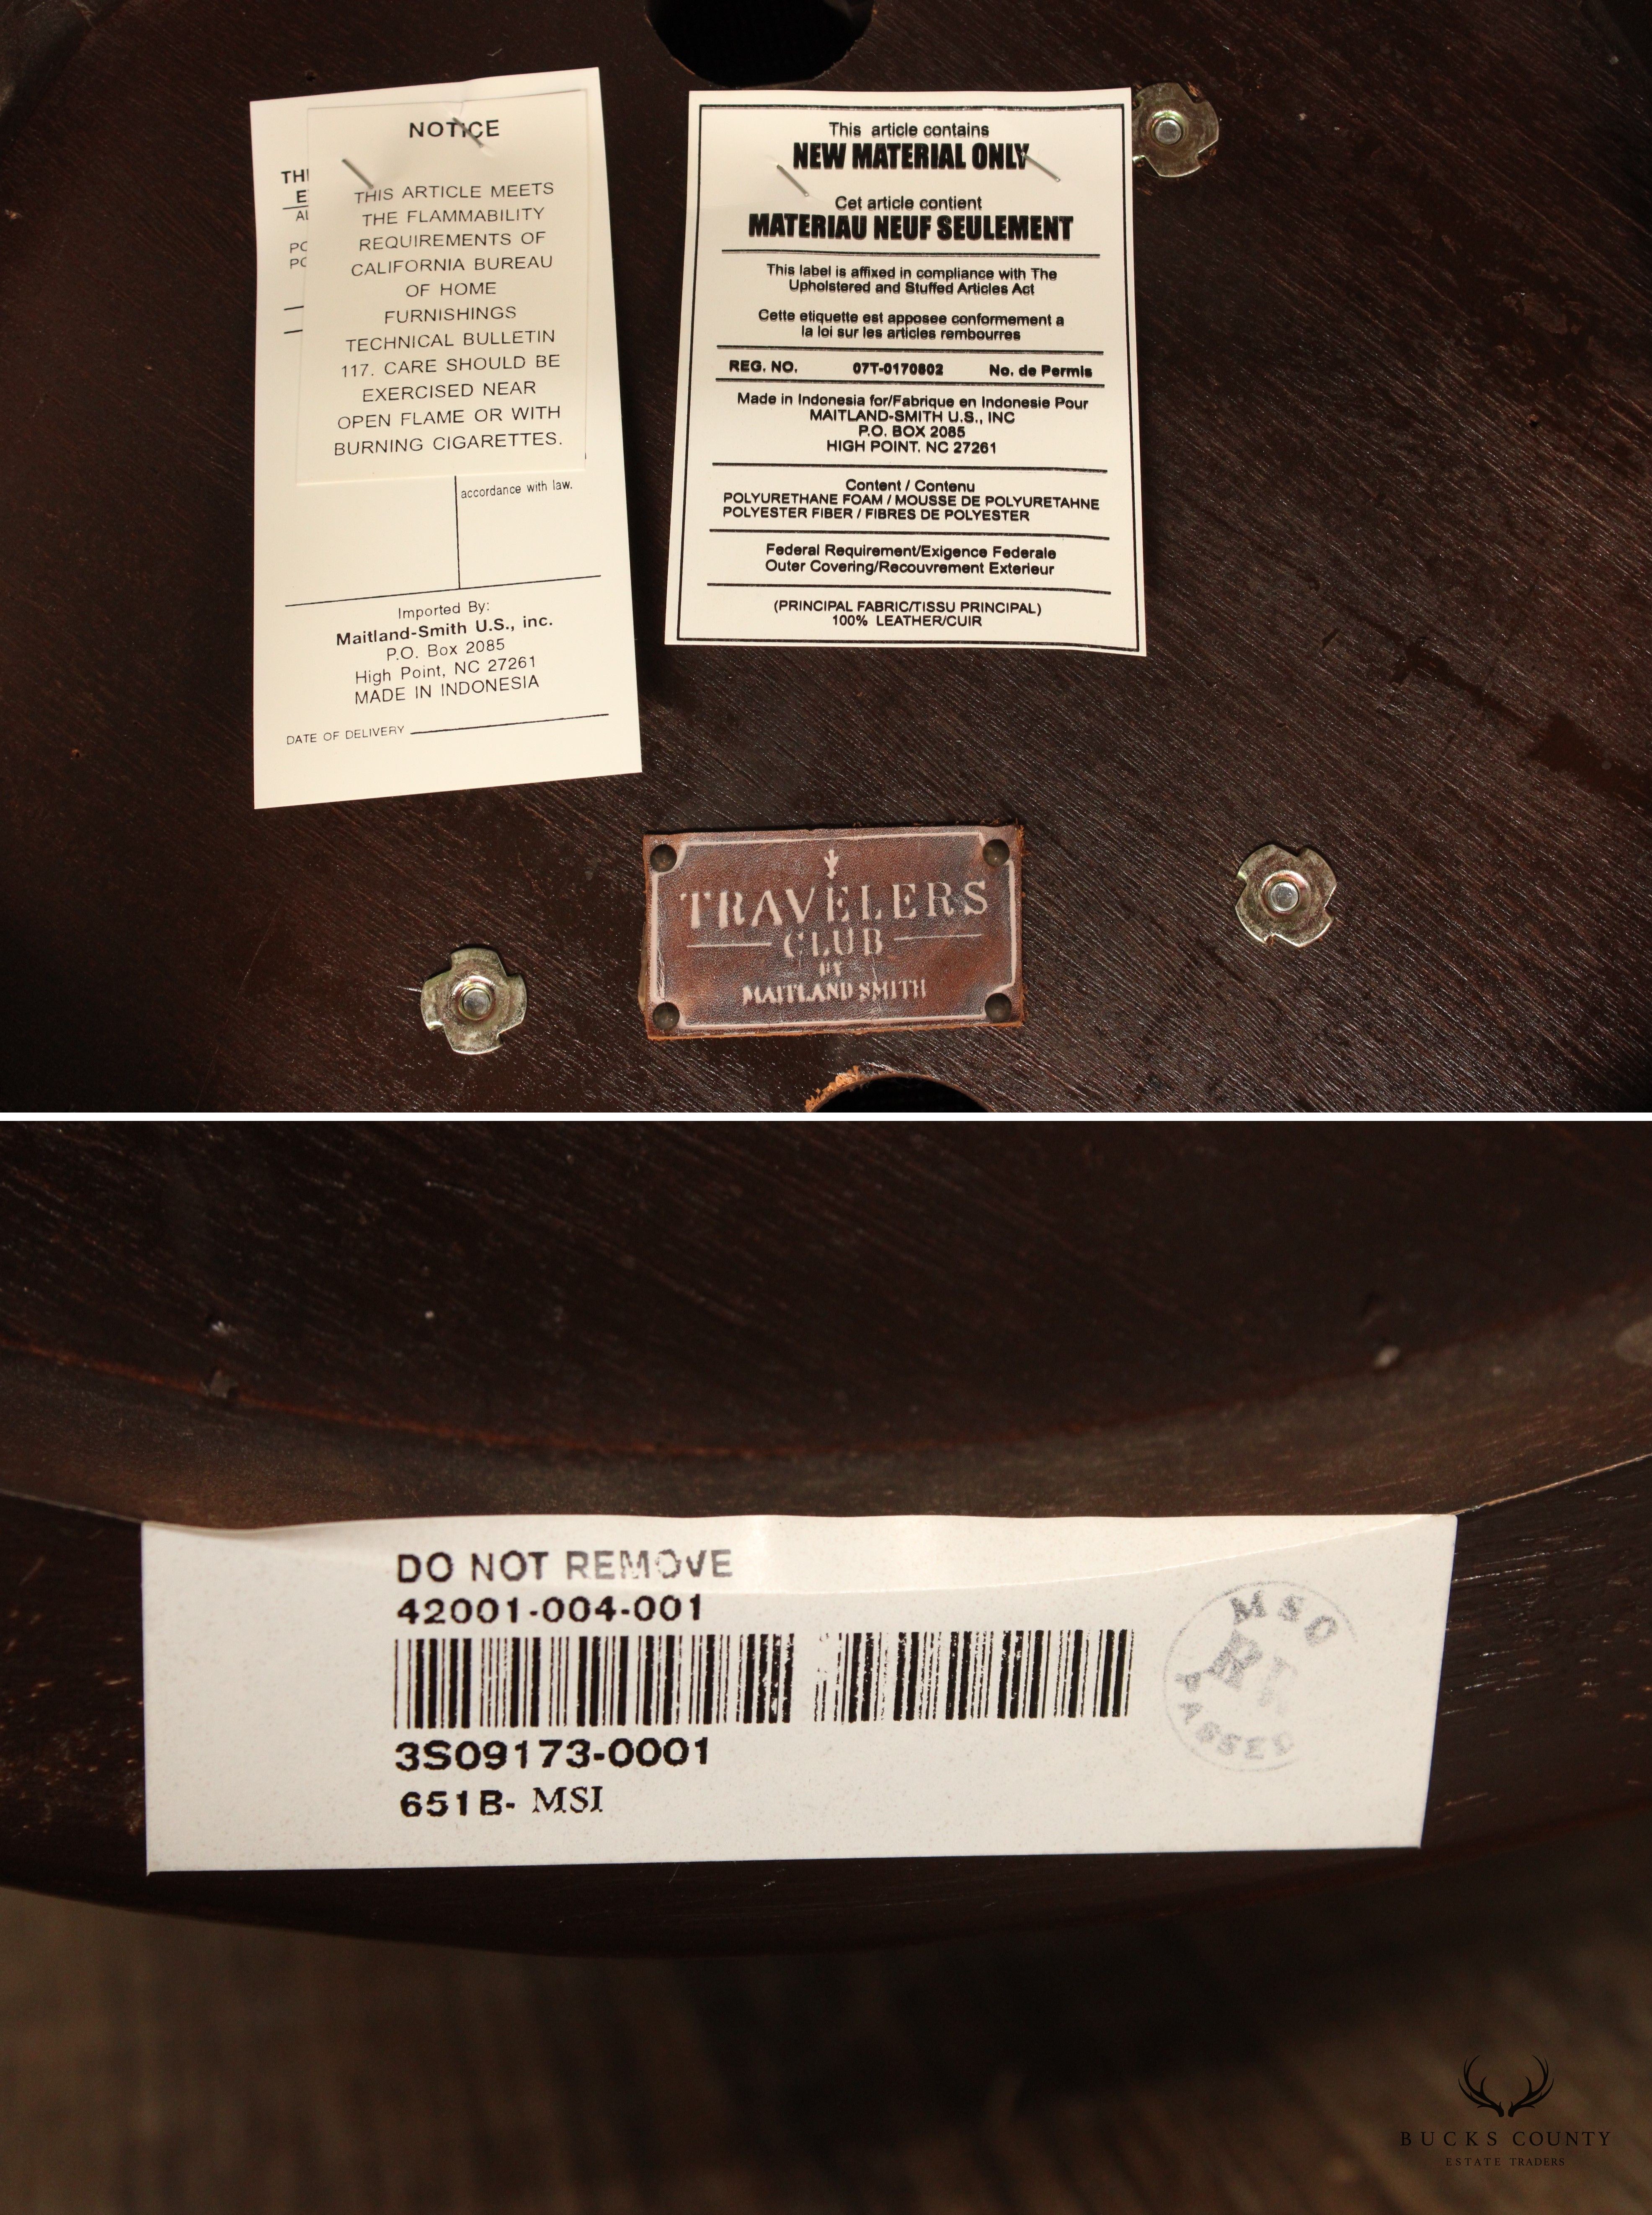 NOTICE
THIS ARTICLE MEETS
THE FLAMMABILITY
REQUIREMENTS OF
CALIFORNIA BUREAU
OF HOME
FURNISHINGS
TECHNICAL BULLETIN
117. CARE SHOULD BE
EXERCISED NEAR
OPEN FLAME OR WITH
BURNING CIGARETTES.
accordance with law.
Imported By:
Maitland-Smith U.S., inc.
P.O. Box 2085
High Point, NC 27261
MADE IN INDONESIA
DATE OF DELIVERY
This article contains
NEW MATERIAL ONLY
Cet article contient
MATERIAU NEUF SEULEMENT
This label is affixed in compliance with The
Upholstered and Stuffed Articles Act
Cette etiquette est apposee conformement a
la loi sur les articles rembourres
REG. NO. 07T-0170802 No. de Permis
Made in Indonesia for/Fabrique en Indonesie Pour
MAITLAND-SMITH U.S., INC
P.O. BOX 2085
HIGH POINT. NC 27261
Content / Contenu
POLYURETHANE FOAM / MOUSSE DE POLYURETAHNE
POLYESTER FIBER / FIBRES DE POLYESTER
Federal Requirement/Exigence Federale
Outer Covering/Recouvrement Exterieur
(PRINCIPAL FABRIC/TISSU PRINCIPAL)
100% LEATHER/CUIR
TRAVELERS
CLUB
BY
MAITLAND SMITH
DO NOT REMOVE
42001-004-001
3S09173-0001
651B- MSI
PASSED
BUCKS COUNTY
ESTATE TRADERS